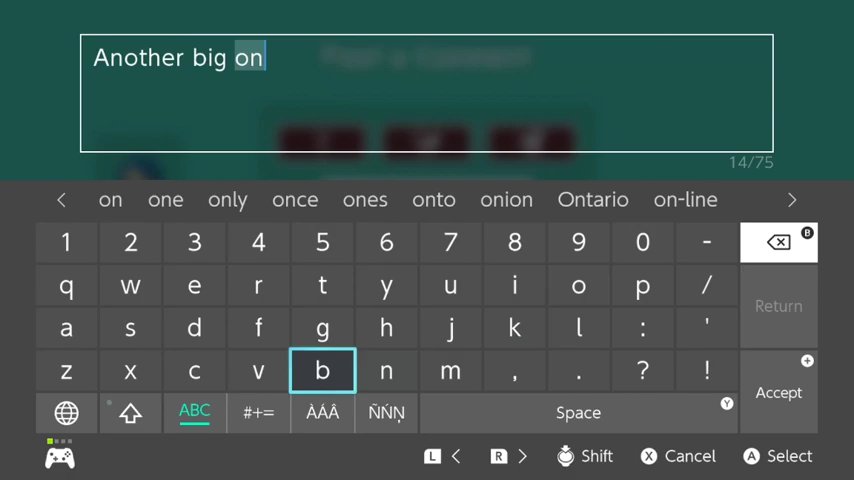 Another big on
14/75
< on one only once ones onto onion Ontario on-line >
1 2 3 4 5 6 7 8 9 0 -
B
q w e r t y u i o p /
Return
a s d f g h j k l : '
z x c v b n m , . ? !
+
Accept
ABC #+= ÀÁÂ ÑŃŅ Space Y
L < R > Shift X Cancel A Select